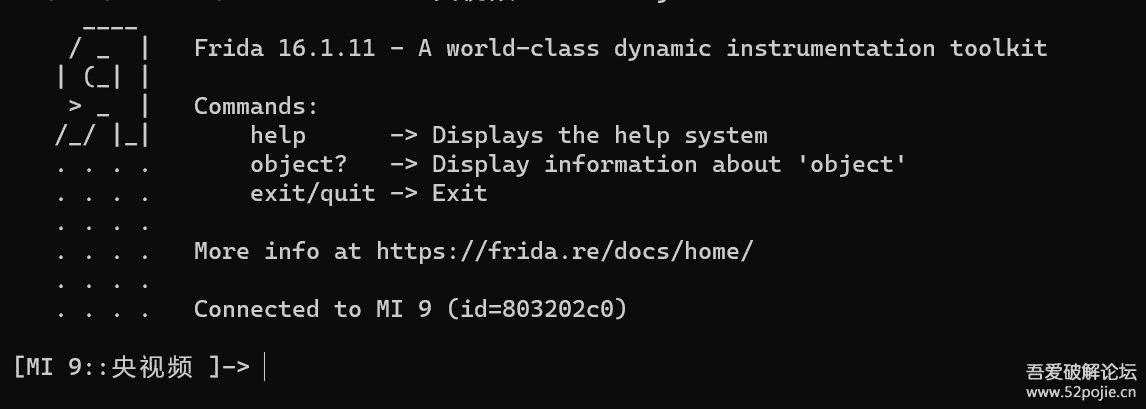 Frida 16.1.11 - A world-class dynamic instrumentation toolkit
Commands:
help -> Displays the help system
object? -> Display information about 'object'
exit/quit -> Exit
More info at https://frida.re/docs/home/
Connected to MI 9 (id=803202c0)
[MI 9::央视频 ]->
吾爱破解论坛
www.52pojie.cn